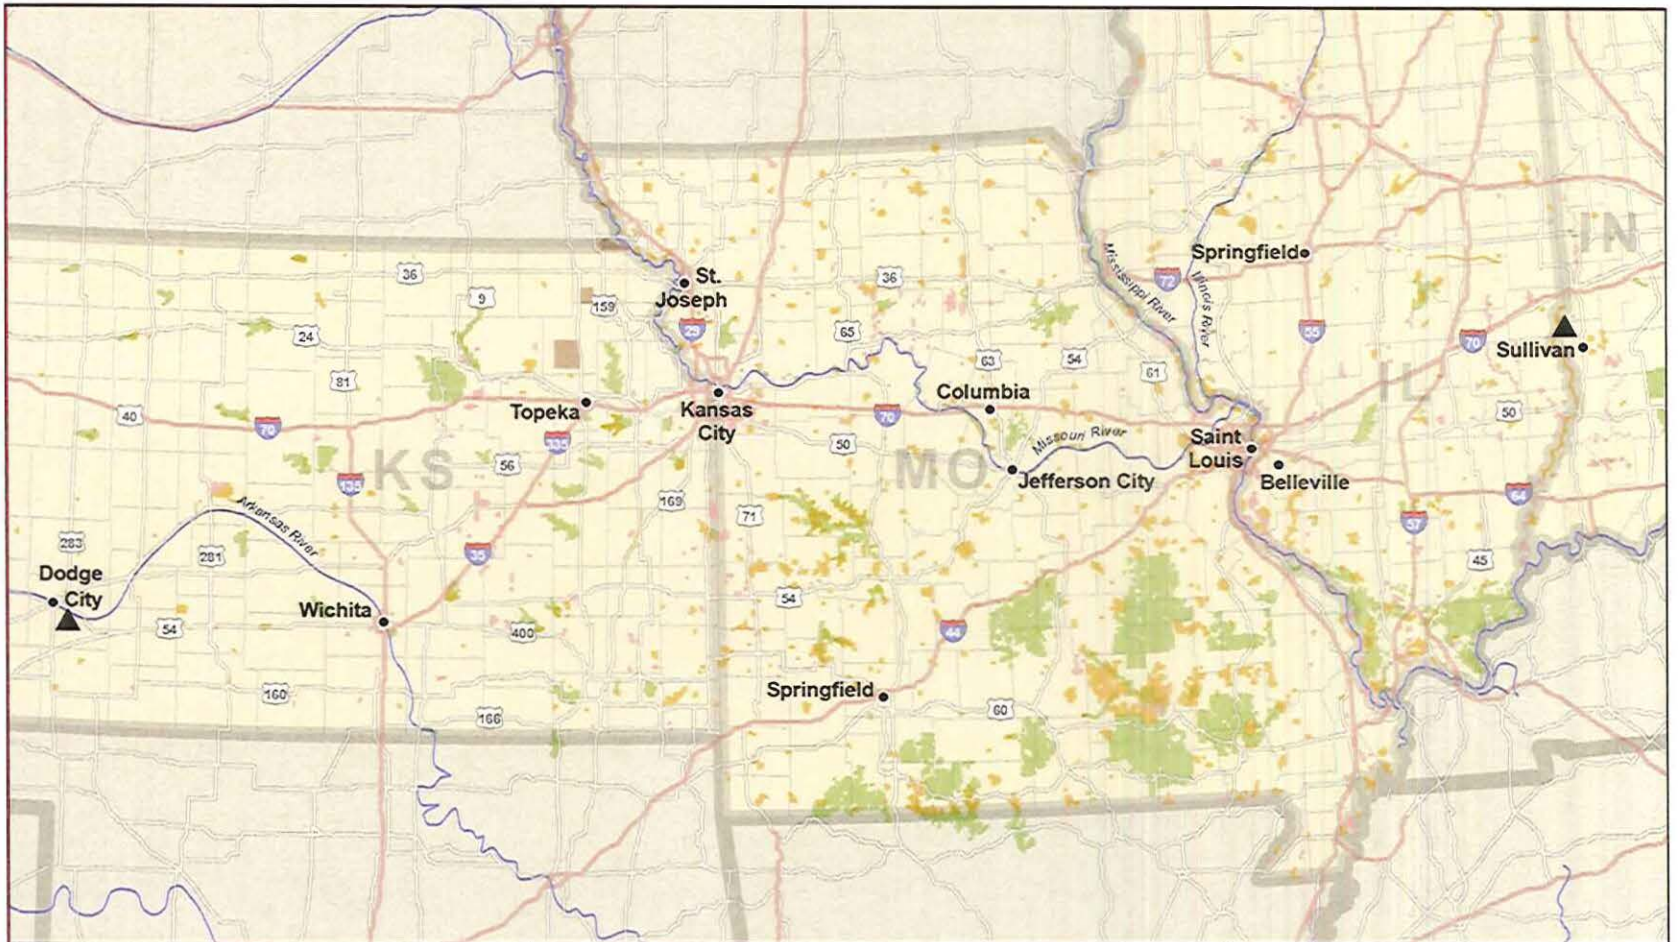 IN
Springfield
72
Mississippi River
Illinois River
36
9
159
St.
Joseph
36
29
65
24
55
70
Sullivan
63
54
61
81
IL
Columbia
40
70
Topeka
Kansas
City
70
50
335
50
Missouri River
Saint
Louis
KS
56
MO
Jefferson City
Belleville
135
169
64
Arkansas River
71
57
283
281
35
45
Dodge
City
54
Wichita
54
400
44
160
Springfield
166
60